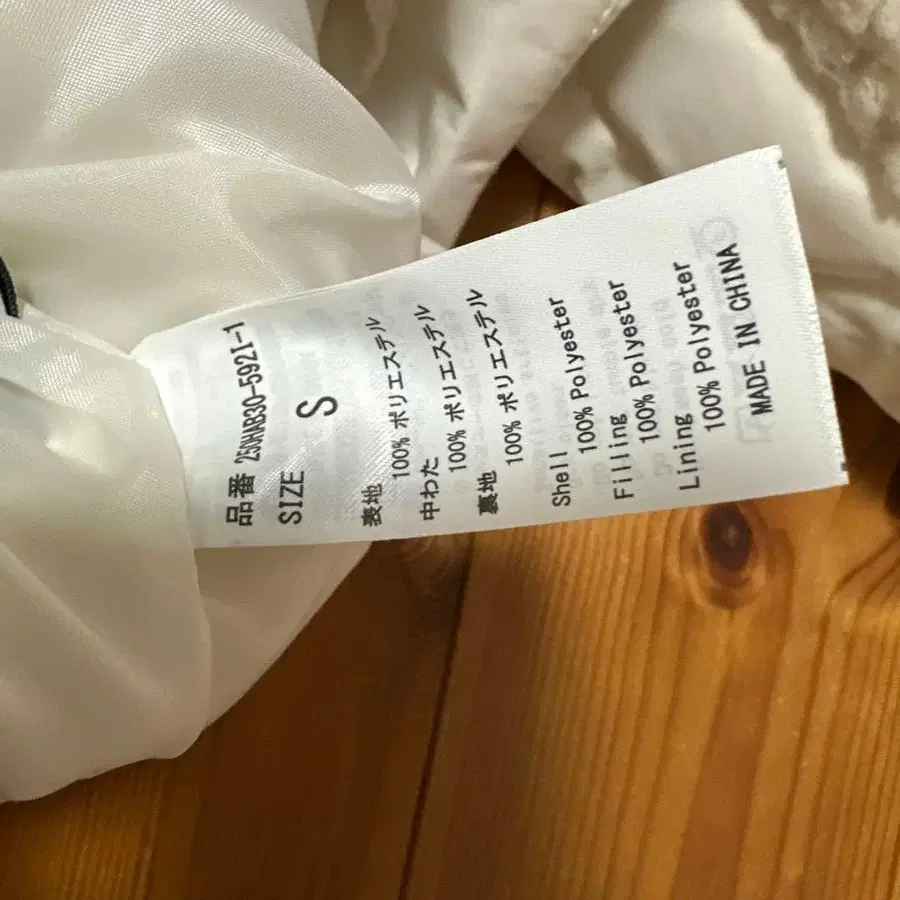 品番 250HAB30-5921-1
SIZE
S
表地
100% ポリエステル
中わた
100% ポリエステル
裏地
100% ポリエステル
Shell
100% Polyester
Filling
100% Polyester
Lining
100% Polyester
MADE IN CHINA